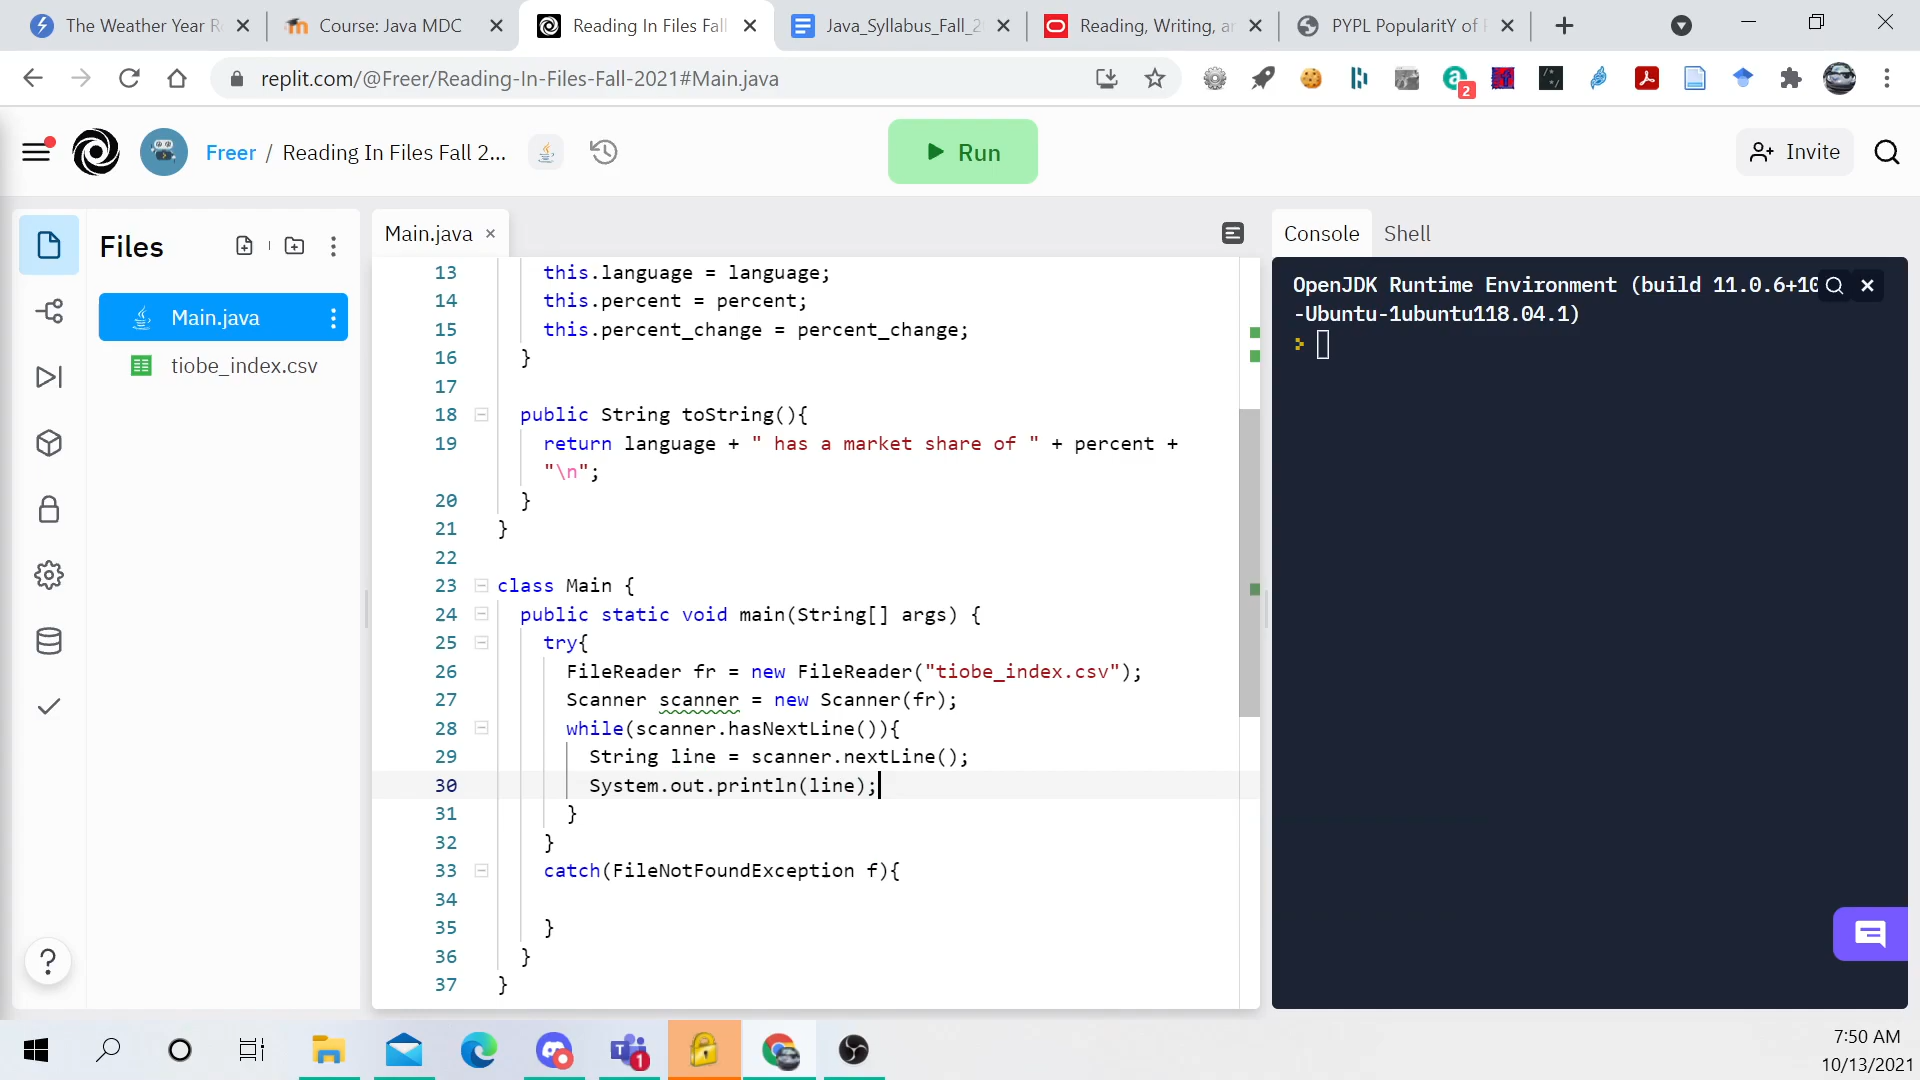 The Weather Year R
Course: Java MDC
Reading In Files Fall
Java_Syllabus_Fall_2
Reading, Writing, a
PYPL PopularitY of
replit.com/@Freer/Reading-In-Files-Fall-2021#Main.java
2
Freer / Reading In Files Fall 2...
Run
Invite
Files
Main.java
tiobe_index.csv
Main.java
13 this.language = language;
14 this.percent = percent;
15 this.percent_change = percent_change;
16 }
17
18 public String toString(){
19 return language + " has a market share of " + percent +
"\n";
20 }
21 }
22
23 class Main {
24 public static void main(String[] args) {
25 try{
26 FileReader fr = new FileReader("tiobe_index.csv");
27 Scanner scanner = new Scanner(fr);
28 while(scanner.hasNextLine()){
29 String line = scanner.nextLine();
30 System.out.println(line);
31 }
32 }
33 catch(FileNotFoundException f){
34
35 }
36 }
37 }
Console Shell
OpenJDK Runtime Environment (build 11.0.6+10
-Ubuntu-1ubuntu118.04.1)
1
7:50 AM
10/13/2021